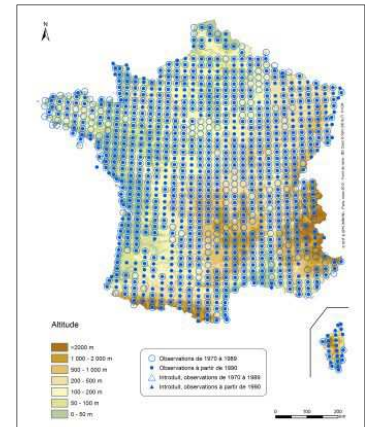 N
Altitude
>2000 m
1 000 - 2 000 m
500 - 1 000 m
200 - 500 m
100 - 200 m
50 - 100 m
0 - 50 m
Observations de 1970 à 1989
Observations à partir de 1990
Introduit, observations de 1970 à 1989
Introduit, observations à partir de 1990
0 50 100 200